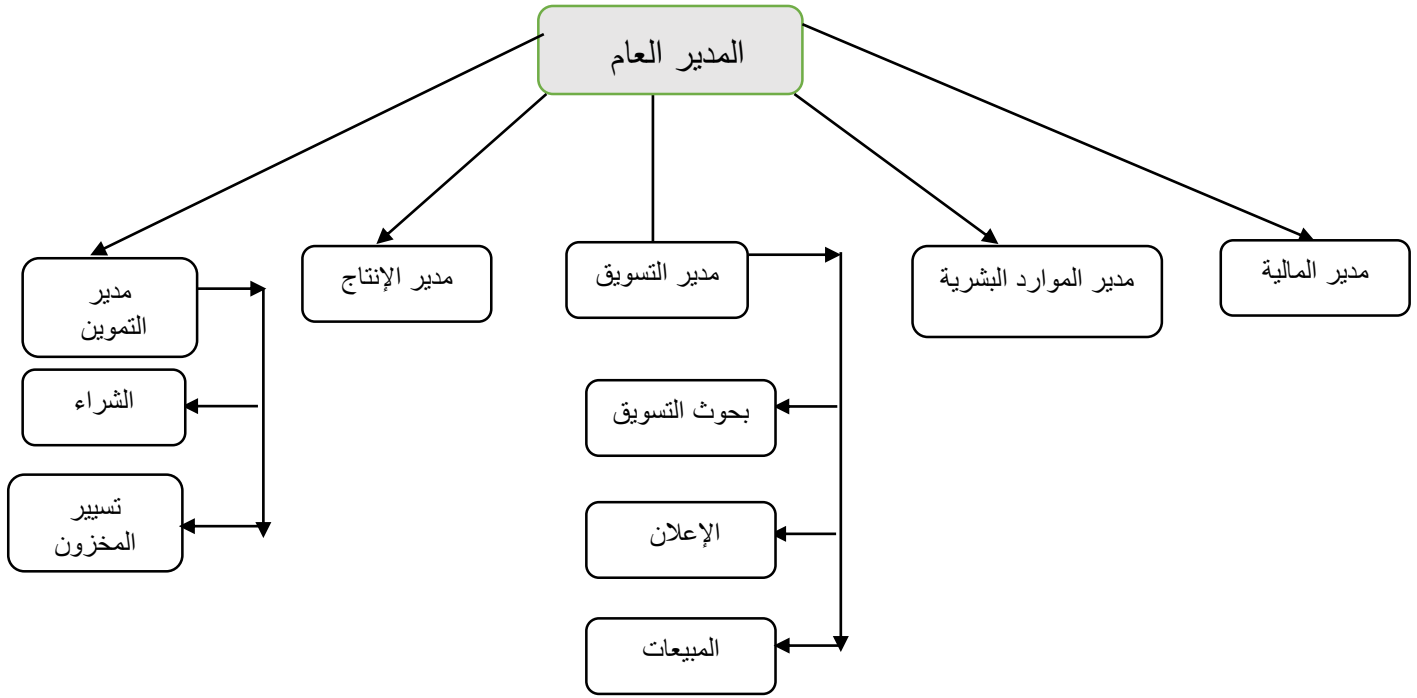 المدير العام
مدير المالية
مدير الموارد البشرية
مدير التسويق
مدير الإنتاج
مدير
التموين
بحوث التسويق
الإعلان
المبيعات
الشراء
تسيير
المخزون